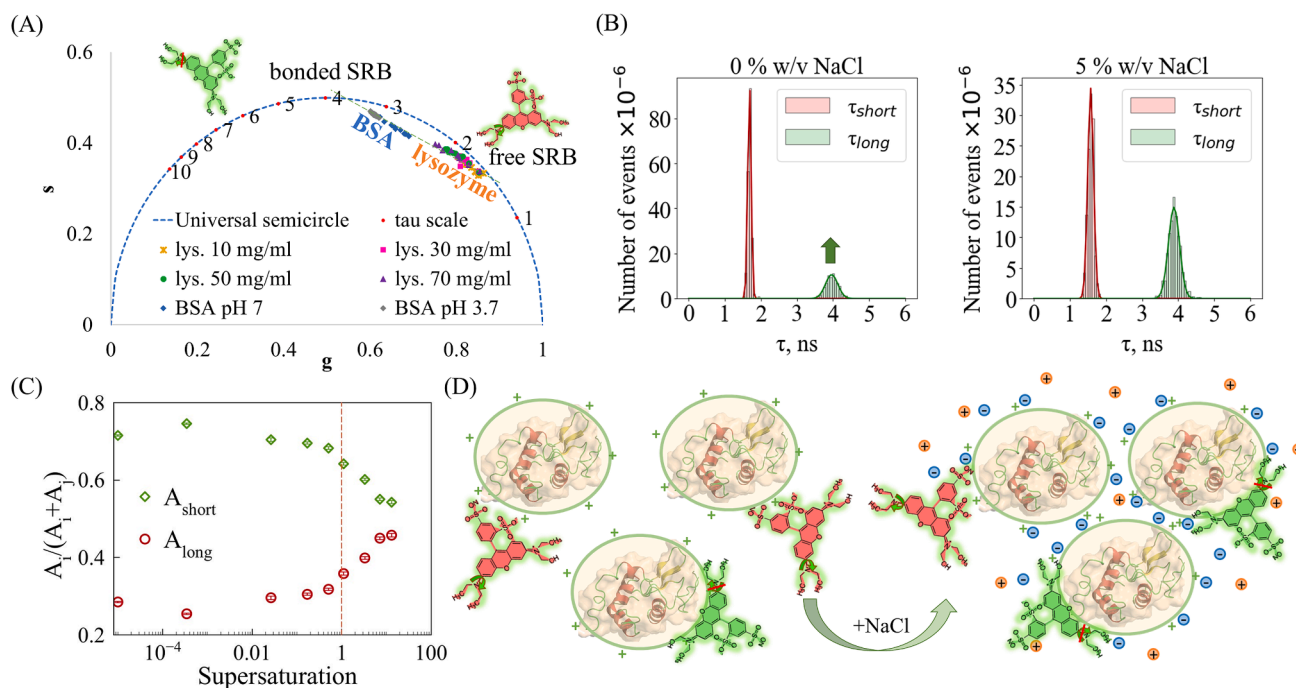 (A)
0.6
0.4
0.2
0
s
bonded SRB
10 9 8 7 6 5 4 3 2 1
BSA
lysozyme
free SRB
Universal semicircle
tau scale
lys. 10 mg/ml
lys. 30 mg/ml
lys. 50 mg/ml
lys. 70 mg/ml
BSA pH 7
BSA pH 3.7
0 0.2 0.4 0.6 0.8 1
g
(B)
0 % w/v NaCl
Number of events ×10⁻⁶
80
60
40
20
0
τshort
τlong
0 1 2 3 4 5 6
τ, ns
5 % w/v NaCl
Number of events ×10⁻⁶
35
30
25
20
15
10
5
0
τshort
τlong
0 1 2 3 4 5 6
τ, ns
(C)
0.8
0.6
0.4
0.2
Ai/(Ai+Aj)
Ashort
Along
10⁻⁴ 0.01 1 100
Supersaturation
(D)
+NaCl